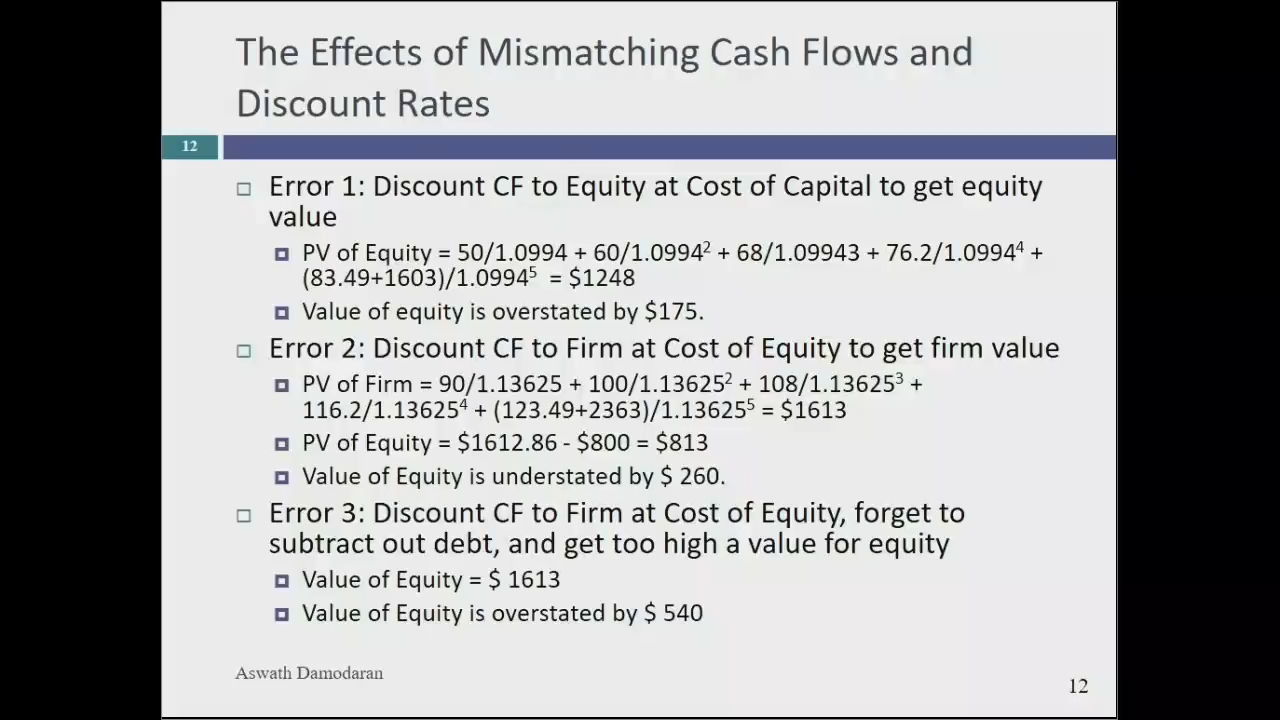 The Effects of Mismatching Cash Flows and
Discount Rates
12
Error 1: Discount CF to Equity at Cost of Capital to get equity
value
PV of Equity = 50/1.0994 + 60/1.0994² + 68/1.09943 + 76.2/1.0994⁴ +
(83.49+1603)/1.0994⁵ = $1248
Value of equity is overstated by $175.
Error 2: Discount CF to Firm at Cost of Equity to get firm value
PV of Firm = 90/1.13625 + 100/1.13625² + 108/1.13625³ +
116.2/1.13625⁴ + (123.49+2363)/1.13625⁵ = $1613
PV of Equity = $1612.86 - $800 = $813
Value of Equity is understated by $ 260.
Error 3: Discount CF to Firm at Cost of Equity, forget to
subtract out debt, and get too high a value for equity
Value of Equity = $ 1613
Value of Equity is overstated by $ 540
Aswath Damodaran
12